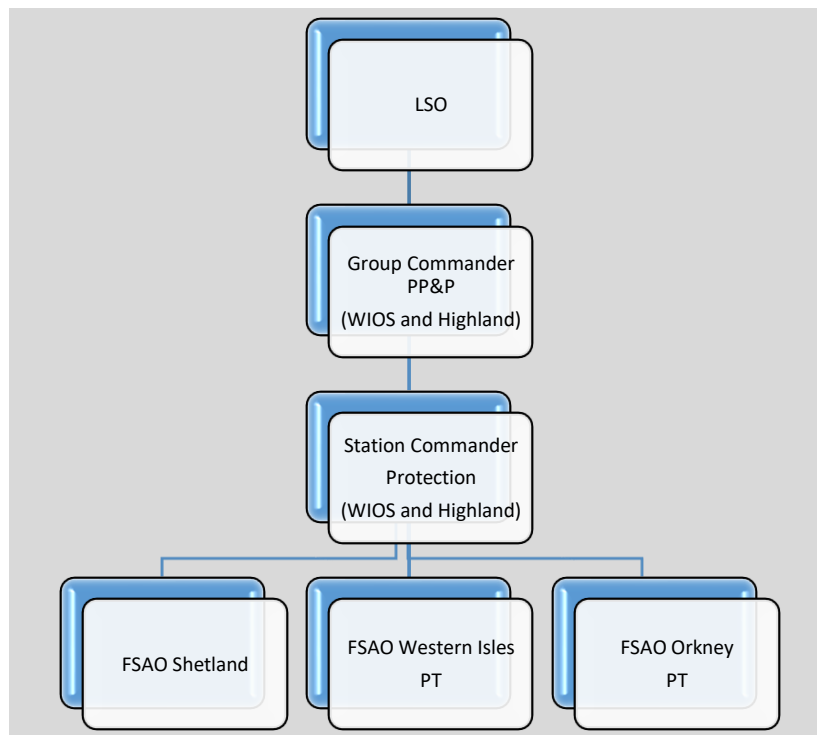 LSO
Group Commander
PP&P
(WIOS and Highland)
Station Commander
Protection
(WIOS and Highland)
FSAO Shetland
FSAO Western Isles
PT
FSAO Orkney
PT